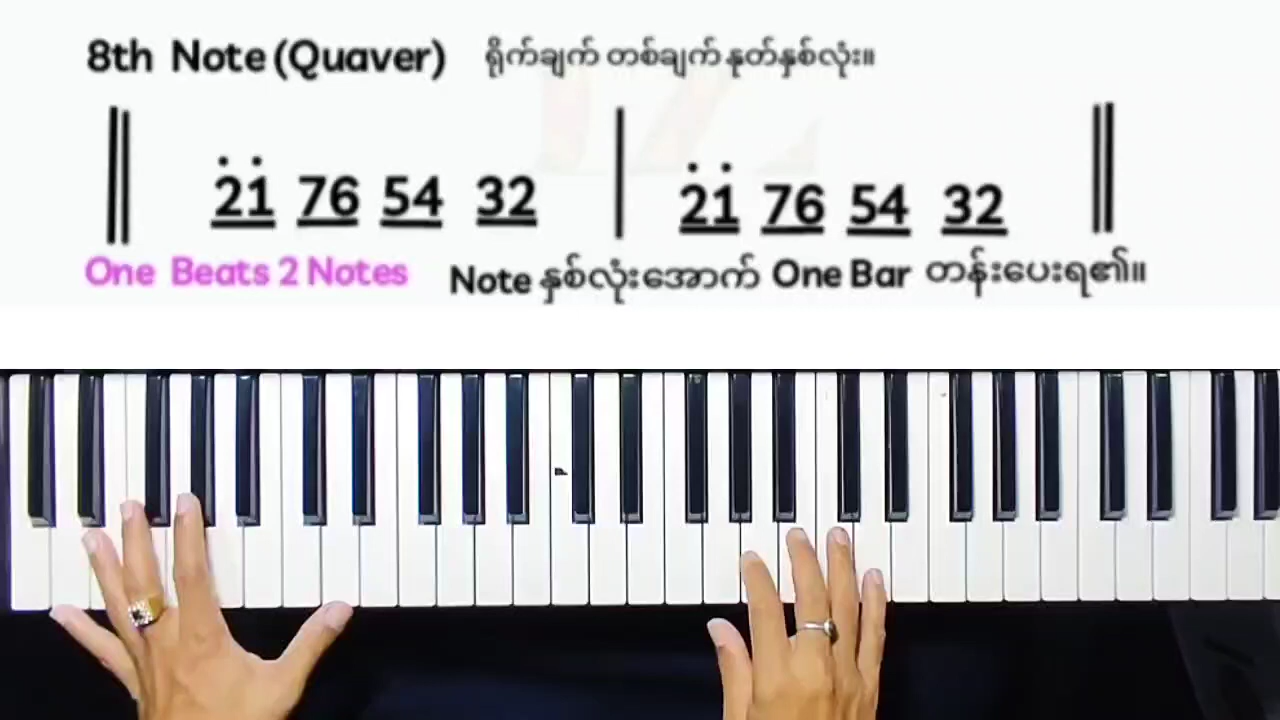 8th Note (Quaver) ရိုက်ချက် တစ်ချက် နုတ်နှစ်လုံး။
2̇1̇ 76 54 32 | 2̇1̇ 76 54 32
One Beats 2 Notes Note နှစ်လုံးအောက် One Bar တန်းပေးရ၏။